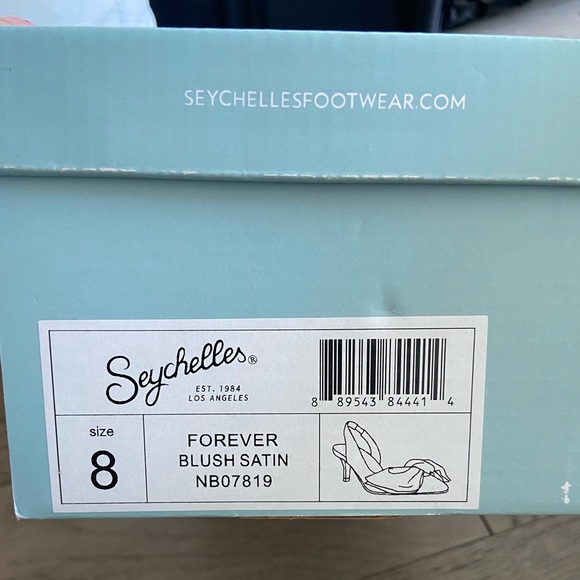 SEYCHELLESFOOTWEAR.COM
Seychelles®
EST. 1984
LOS ANGELES
8 89543 84441 4
size
8
FOREVER
BLUSH SATIN
NB07819